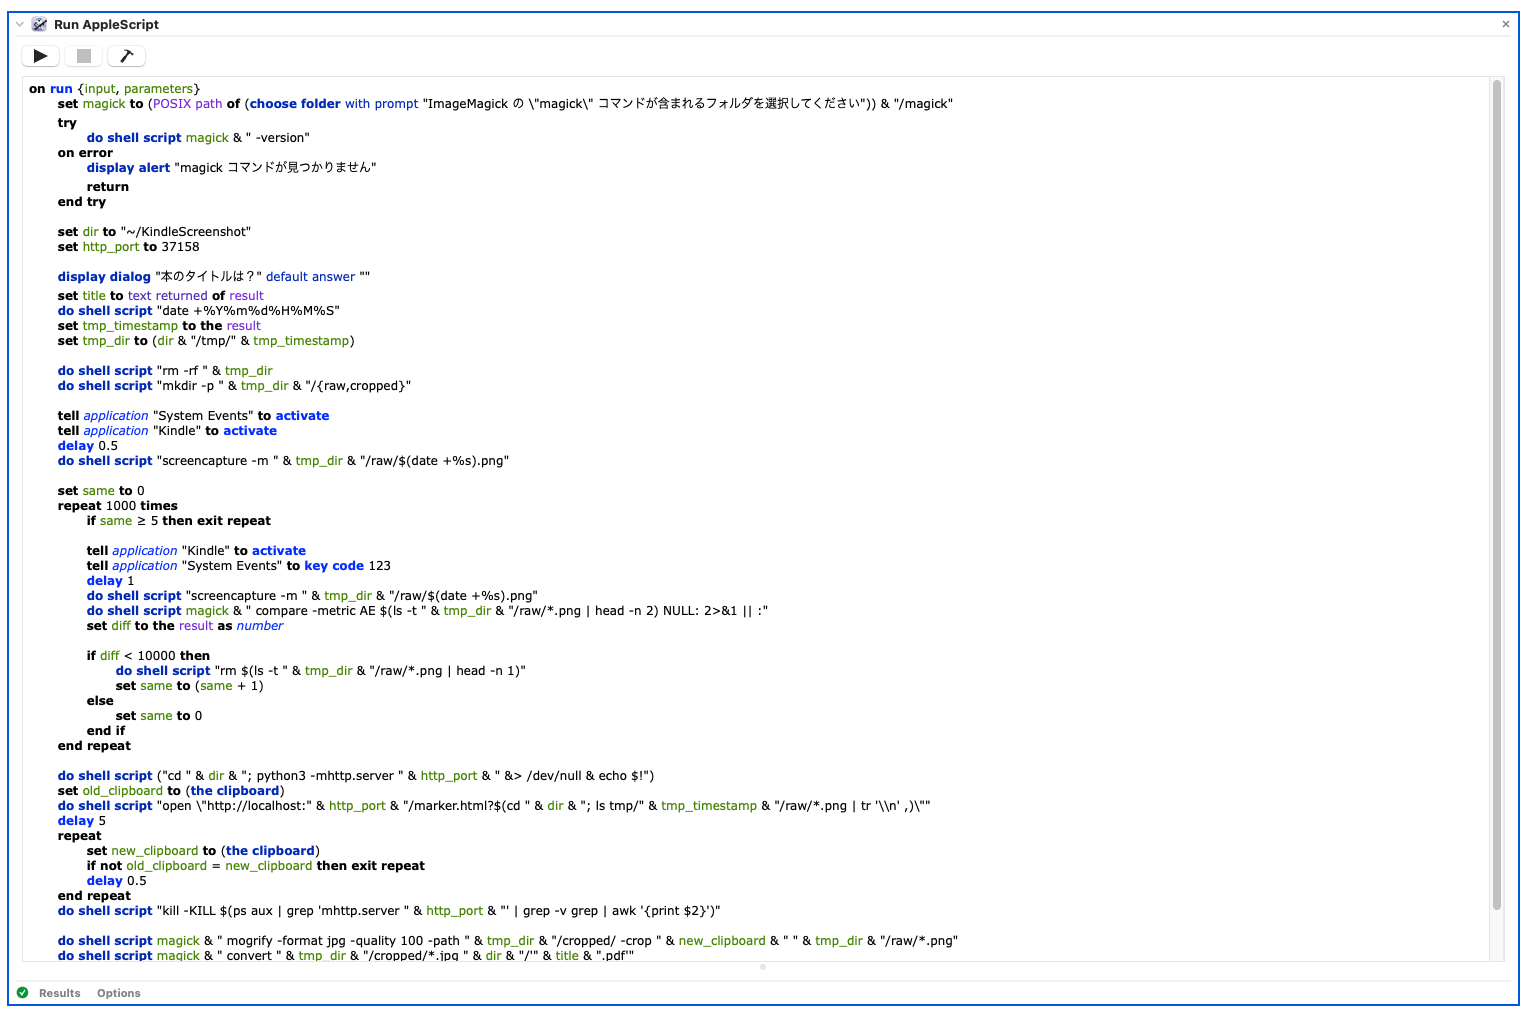 Run AppleScript
on run {input, parameters}
set magick to (POSIX path of (choose folder with prompt "ImageMagick の \"magick\" コマンドが含まれるフォルダを選択してください")) & "/magick"
try
do shell script magick & " -version"
on error
display alert "magick コマンドが見つかりません"
return
end try
set dir to "~/KindleScreenshot"
set http_port to 37158
display dialog "本のタイトルは？" default answer ""
set title to text returned of result
do shell script "date +%Y%m%d%H%M%S"
set tmp_timestamp to the result
set tmp_dir to (dir & "/tmp/" & tmp_timestamp)
do shell script "rm -rf " & tmp_dir
do shell script "mkdir -p " & tmp_dir & "/{raw,cropped}"
tell application "System Events" to activate
tell application "Kindle" to activate
delay 0.5
do shell script "screencapture -m " & tmp_dir & "/raw/$(date +%s).png"
set same to 0
repeat 1000 times
if same ≥ 5 then exit repeat
tell application "Kindle" to activate
tell application "System Events" to key code 123
delay 1
do shell script "screencapture -m " & tmp_dir & "/raw/$(date +%s).png"
do shell script magick & " compare -metric AE $(ls -t " & tmp_dir & "/raw/*.png | head -n 2) NULL: 2>&1 || :"
set diff to the result as number
if diff < 10000 then
do shell script "rm $(ls -t " & tmp_dir & "/raw/*.png | head -n 1)"
set same to (same + 1)
else
set same to 0
end if
end repeat
do shell script ("cd " & dir & "; python3 -mhttp.server " & http_port & " &> /dev/null & echo $!")
set old_clipboard to (the clipboard)
do shell script "open \"http://localhost:" & http_port & "/marker.html?$(cd " & dir & "; ls tmp/" & tmp_timestamp & "/raw/*.png | tr '\\n' ,)\""
delay 5
repeat
set new_clipboard to (the clipboard)
if not old_clipboard = new_clipboard then exit repeat
delay 0.5
end repeat
do shell script "kill -KILL $(ps aux | grep 'mhttp.server " & http_port & "' | grep -v grep | awk '{print $2}')"
do shell script magick & " mogrify -format jpg -quality 100 -path " & tmp_dir & "/cropped/ -crop " & new_clipboard & " " & tmp_dir & "/raw/*.png"
do shell script magick & " convert " & tmp_dir & "/cropped/*.jpg " & dir & "/'" & title & ".pdf'"
Results Options